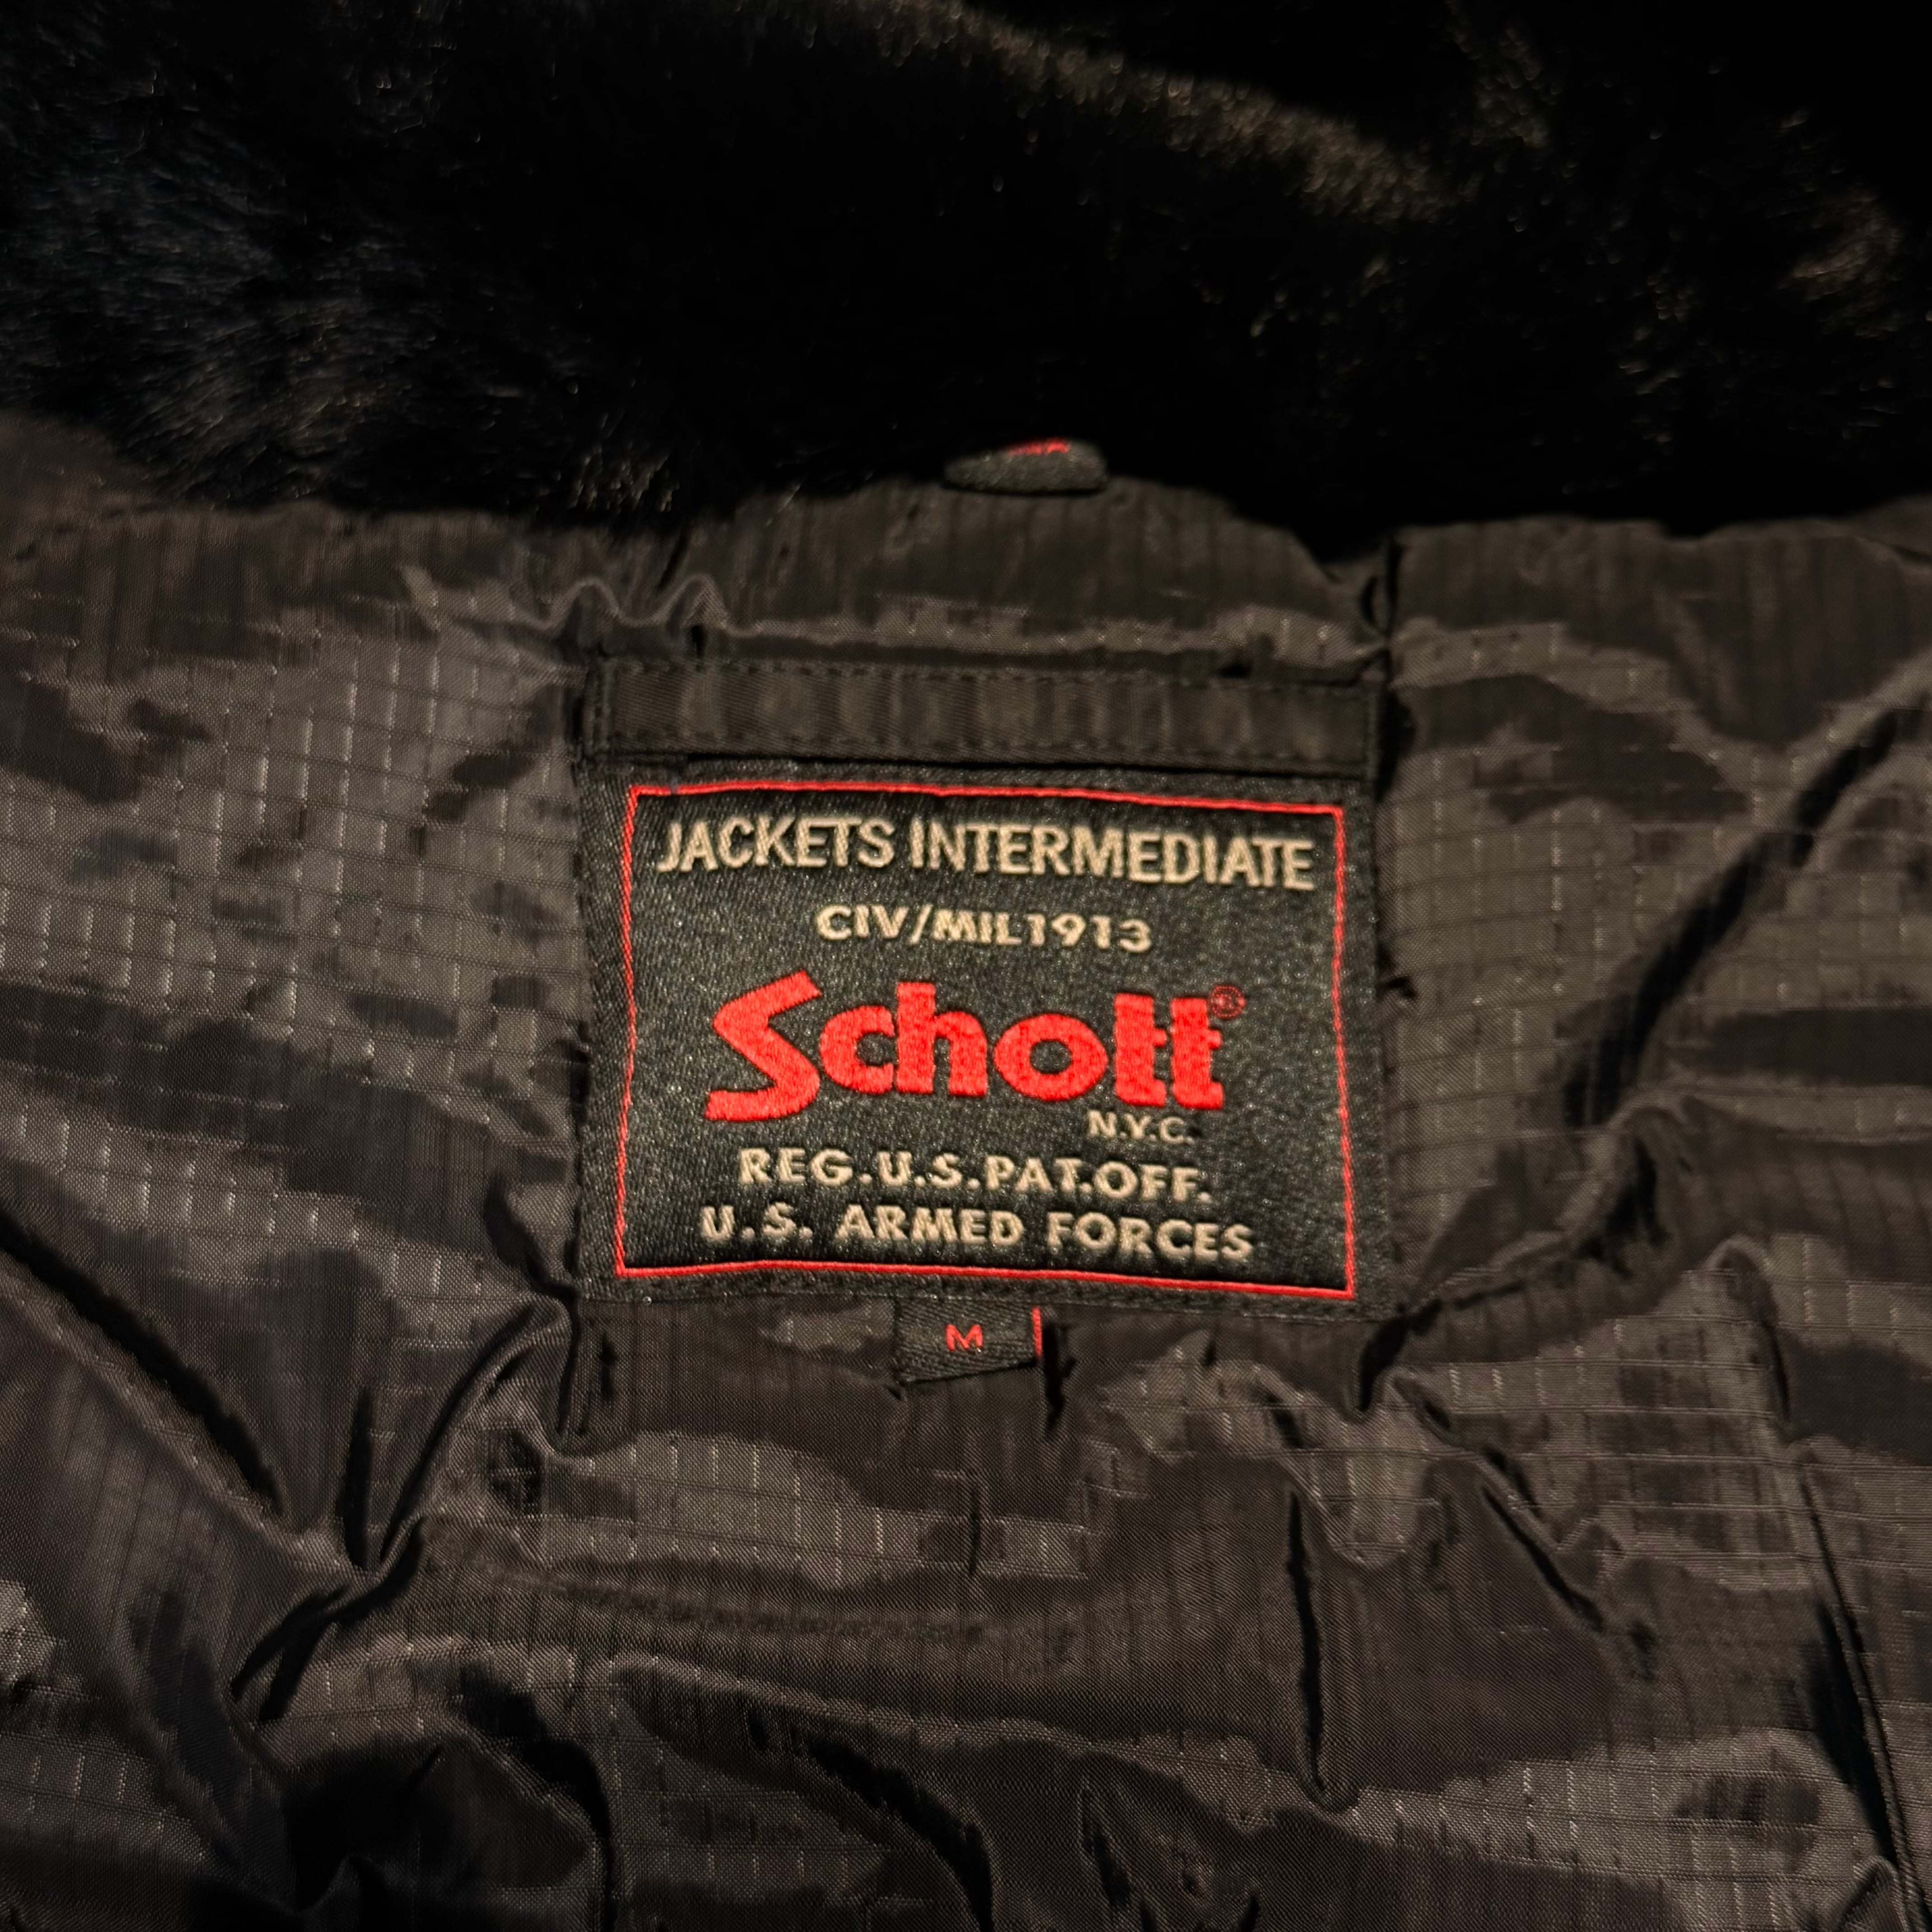 JACKETS INTERMEDIATE
CIV/MIL1913
Schott®
N.Y.C.
REG.U.S.PAT.OFF.
U.S. ARMED FORCES
M